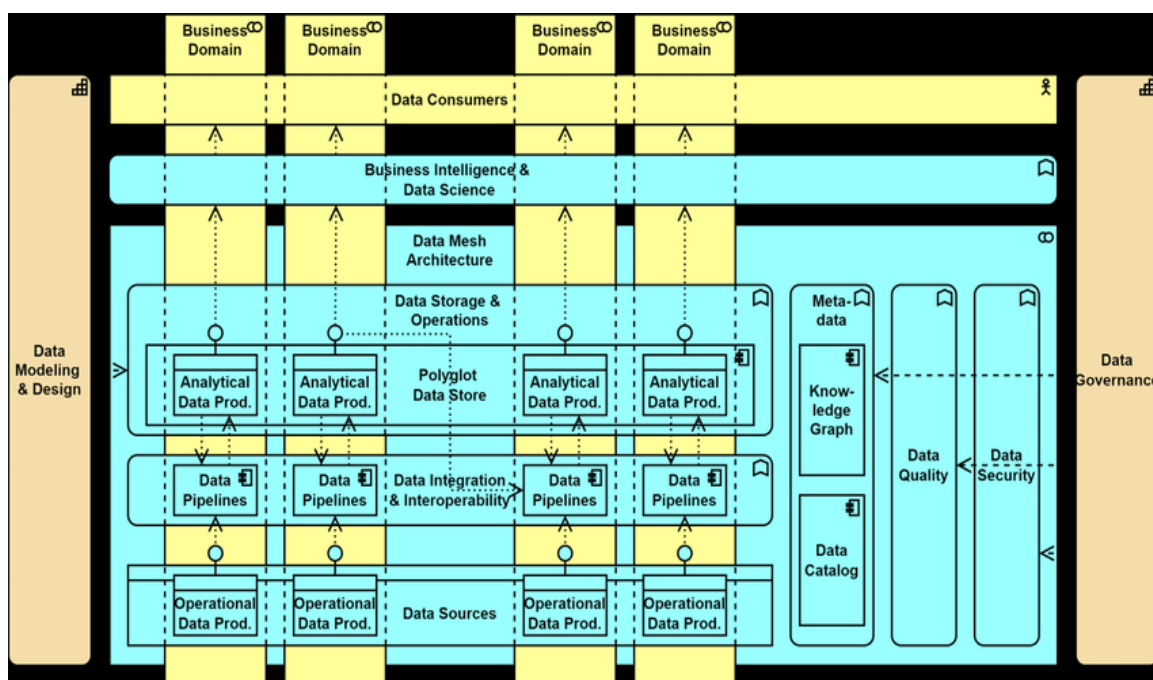 Business
Domain
Business
Domain
Business
Domain
Business
Domain
Data Consumers
Business Intelligence &
Data Science
Data Mesh
Architecture
Data
Modeling
& Design
Data Storage &
Operations
Polyglot
Data Store
Analytical
Data Prod.
Analytical
Data Prod.
Analytical
Data Prod.
Analytical
Data Prod.
Data Integration
& Interoperability
Data
Pipelines
Data
Pipelines
Data
Pipelines
Data
Pipelines
Data Sources
Operational
Data Prod.
Operational
Data Prod.
Operational
Data Prod.
Operational
Data Prod.
Meta-
data
Know-
ledge
Graph
Data
Catalog
Data
Quality
Data
Security
Data
Governance